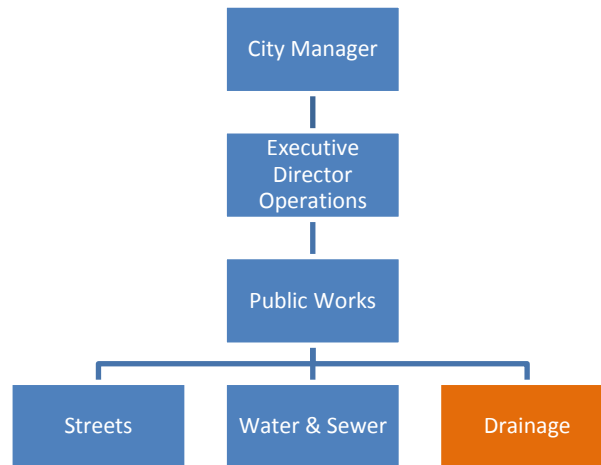 City Manager
Executive
Director
Operations
Public Works
Streets
Water & Sewer
Drainage